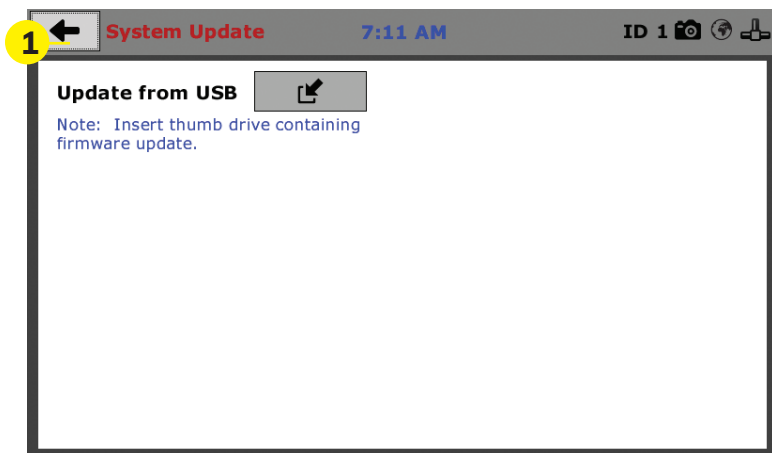 1 System Update 7:11 AM ID 1
Update from USB
Note: Insert thumb drive containing
firmware update.